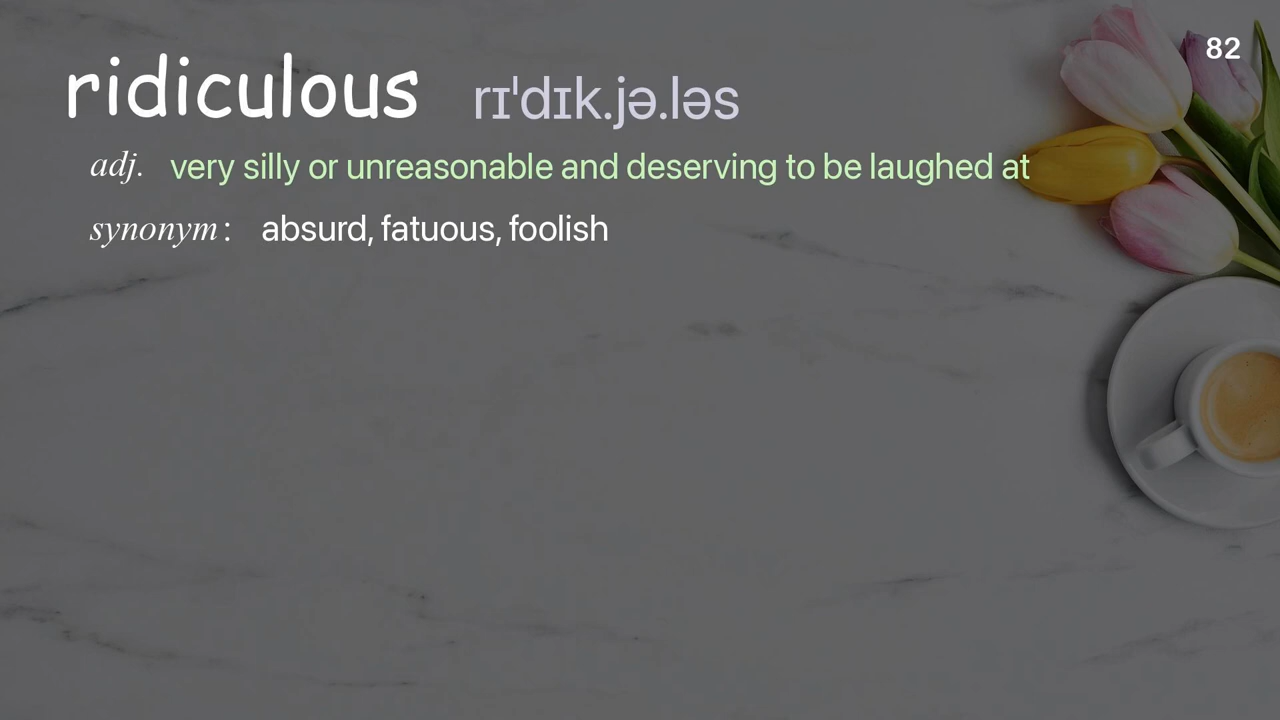 82
ridiculous rɪˈdɪk.jə.ləs
adj. very silly or unreasonable and deserving to be laughed at
synonym: absurd, fatuous, foolish